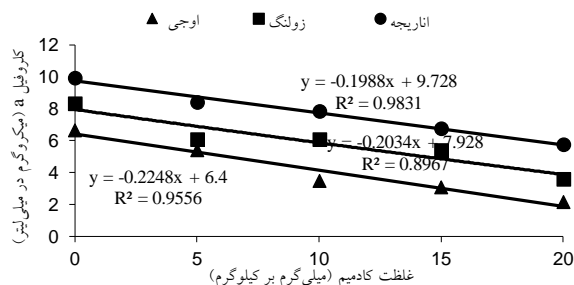 اوجی
زولنگ
اناریجه
کلروفیل a (میکروگرم در میلی‌لیتر)
12
10
8
6
4
2
0
y = -0.1988x + 9.728
R² = 0.9831
y = -0.2034x + 7.928
R² = 0.8967
y = -0.2248x + 6.4
R² = 0.9556
0 5 10 15 20
غلظت کادمیم (میلی‌گرم بر کیلوگرم)